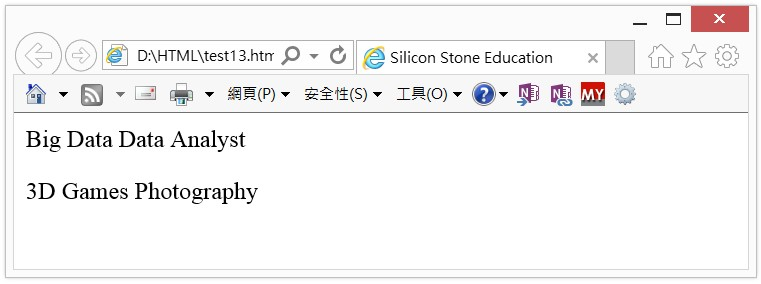 D:\HTML\test13.htm
Silicon Stone Education
網頁(P) 安全性(S) 工具(O) ? N N MY
Big Data Data Analyst
3D Games Photography